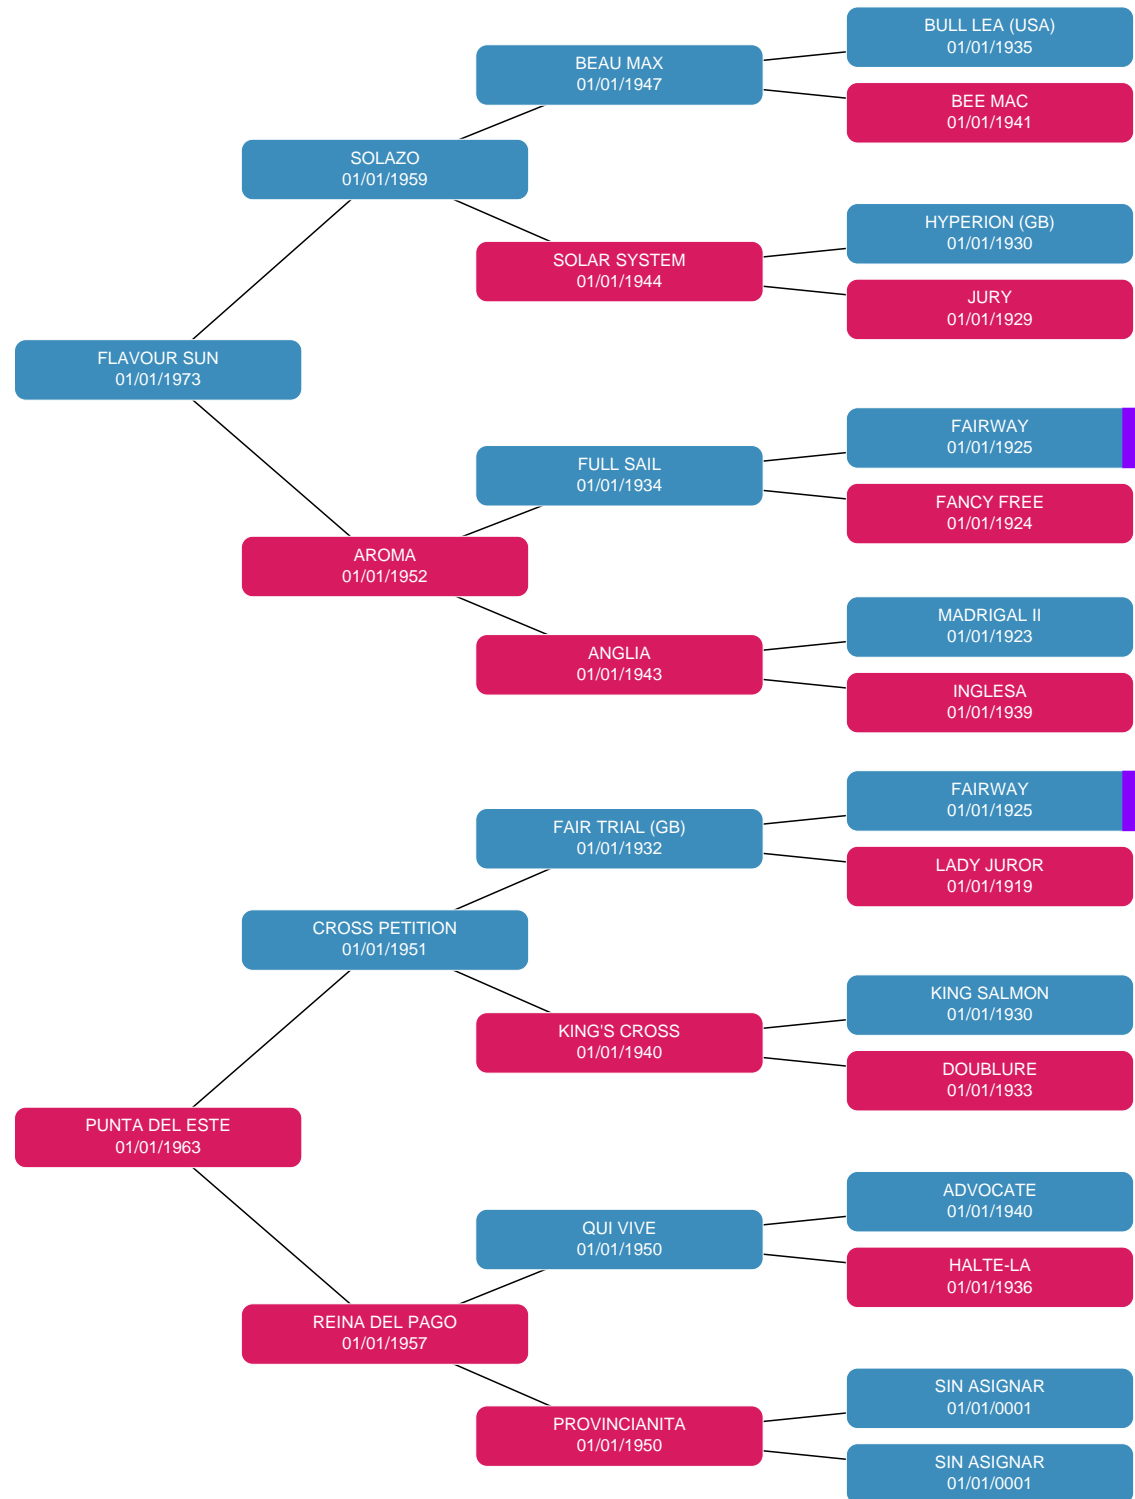 BULL LEA (USA)
01/01/1935
BEAU MAX
01/01/1947
BEE MAC
01/01/1941
SOLAZO
01/01/1959
HYPERION (GB)
01/01/1930
SOLAR SYSTEM
01/01/1944
JURY
01/01/1929
FLAVOUR SUN
01/01/1973
FAIRWAY
01/01/1925
FULL SAIL
01/01/1934
FANCY FREE
01/01/1924
AROMA
01/01/1952
MADRIGAL II
01/01/1923
ANGLIA
01/01/1943
INGLESA
01/01/1939
FAIRWAY
01/01/1925
FAIR TRIAL (GB)
01/01/1932
LADY JUROR
01/01/1919
CROSS PETITION
01/01/1951
KING SALMON
01/01/1930
KING'S CROSS
01/01/1940
DOUBLURE
01/01/1933
PUNTA DEL ESTE
01/01/1963
ADVOCATE
01/01/1940
QUI VIVE
01/01/1950
HALTE-LA
01/01/1936
REINA DEL PAGO
01/01/1957
SIN ASIGNAR
01/01/0001
PROVINCIANITA
01/01/1950
SIN ASIGNAR
01/01/0001